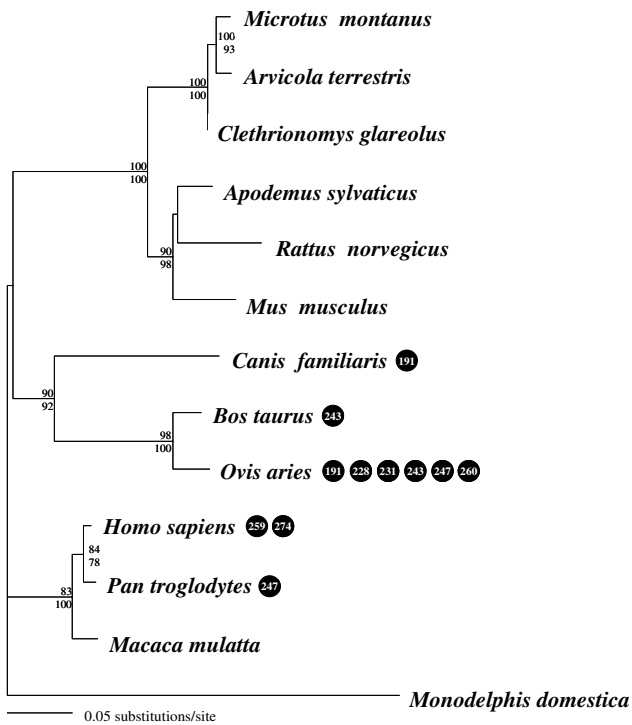 Microtus montanus
100
93
Arvicola terrestris
100
100
Clethrionomys glareolus
100
100
Apodemus sylvaticus
Rattus norvegicus
90
98
Mus musculus
Canis familiaris 191
90
92
Bos taurus 243
98
100
Ovis aries 191 228 231 243 247 260
Homo sapiens 259 274
84
78
Pan troglodytes 247
83
100
Macaca mulatta
Monodelphis domestica
0.05 substitutions/site